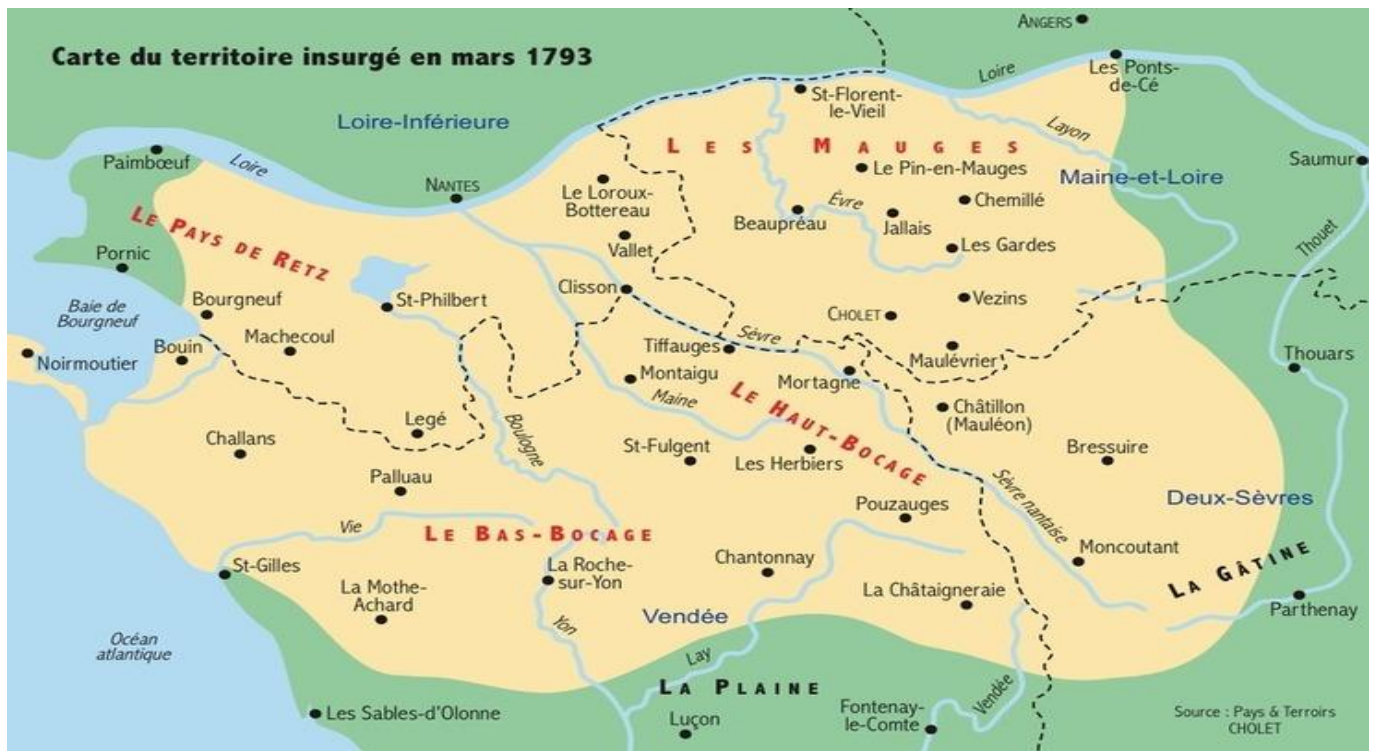 Carte du territoire insurgé en mars 1793
ANGERS
Loire
Les Ponts-
de-Cé
St-Florent-
le-Vieil
Loire-Inférieure
Layon
LES MAUGES
Paimbœuf
Loire
Saumur
Le Pin-en-Mauges
Maine-et-Loire
NANTES
Le Loroux-
Bottereau
Chemillé
Évre
Beaupréau
Jallais
LE PAYS DE RETZ
Vallet
Les Gardes
Thouet
Pornic
Clisson
Baie de
Bourgneuf
Bourgneuf
St-Philbert
Vezins
CHOLET
Machecoul
Sèvre
Bouin
Tiffauges
Noirmoutier
Maulévrier
Thouars
Montaigu
Mortagne
Maine
LE HAUT-BOCAGE
Châtillon
(Mauléon)
Legé
Boulogne
Challans
St-Fulgent
Les Herbiers
Bressuire
Palluau
Sèvre nantaise
Deux-Sèvres
Pouzauges
Vie
LE BAS-BOCAGE
Moncoutant
LA GÂTINE
St-Gilles
La Roche-
sur-Yon
Chantonnay
La Mothe-
Achard
La Châtaigneraie
Parthenay
Vendée
Yon
Océan
atlantique
Lay
LA PLAINE
Vendée
Les Sables-d'Olonne
Luçon
Fontenay-
le-Comte
Source : Pays & Terroirs
CHOLET